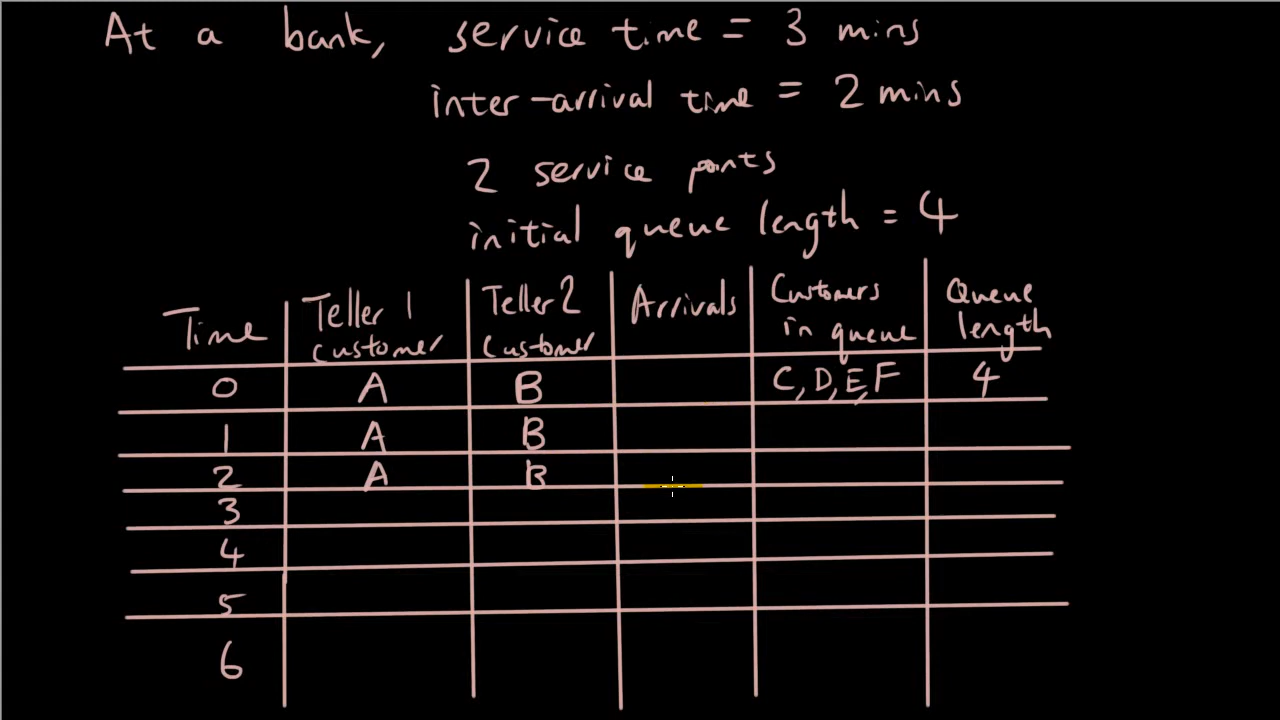 At a bank, service time = 3 mins
inter-arrival time = 2 mins
2 service points
initial queue length = 4
Time Teller 1 customer Teller 2 customer Arrivals Customers in queue Queue length
0 A B C, D, E, F 4
1 A B
2 A B
3
4
5
6